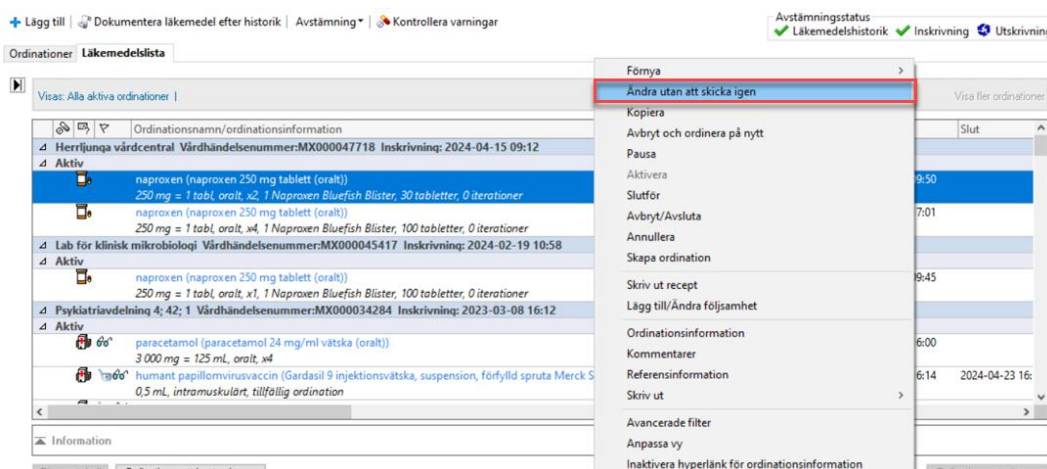 Lägg till | Dokumentera läkemedel efter historik | Avstämning | Kontrollera varningar
Avstämningsstatus
Läkemedelshistorik Inskrivning Utskrivning
Ordinationer Läkemedelslista
Visas: Alla aktiva ordinationer |
Visa fler ordinationer
Ordinationsnamn/ordinationsinformation
Slut
Herrljunga vårdcentral Vårdhändelsenummer:MX000047718 Inskrivning: 2024-04-15 09:12
Aktiv
naproxen (naproxen 250 mg tablett (oralt))
9:50
250 mg = 1 tabl, oralt, x2, 1 Naproxen Bluefish Blister, 30 tabletter, 0 iterationer
naproxen (naproxen 250 mg tablett (oralt))
7:01
250 mg = 1 tabl, oralt, x4, 1 Naproxen Bluefish Blister, 100 tabletter, 0 iterationer
Lab för klinisk mikrobiologi Vårdhändelsenummer:MX000045417 Inskrivning: 2024-02-19 10:58
Aktiv
naproxen (naproxen 250 mg tablett (oralt))
9:45
250 mg = 1 tabl, oralt, x1, 1 Naproxen Bluefish Blister, 100 tabletter, 0 iterationer
Psykiatriavdelning 4; 42; 1 Vårdhändelsenummer:MX000034284 Inskrivning: 2023-03-08 16:12
Aktiv
paracetamol (paracetamol 24 mg/ml vätska (oralt))
6:00
3 000 mg = 125 mL, oralt, x4
humant papillomvirusvaccin (Gardasil 9 injektionsvätska, suspension, förfylld spruta Merck S
6:14 2024-04-23 16:
0,5 mL, intramuskulärt, tillfällig ordination
Information
Förnya
Ändra utan att skicka igen
Kopiera
Avbryt och ordinera på nytt
Pausa
Aktivera
Slutför
Avbryt/Avsluta
Annullera
Skapa ordination
Skriv ut recept
Lägg till/Ändra följsamhet
Ordinationsinformation
Kommentarer
Referensinformation
Skriv ut
Avancerade filter
Anpassa vy
Inaktivera hyperlänk för ordinationsinformation